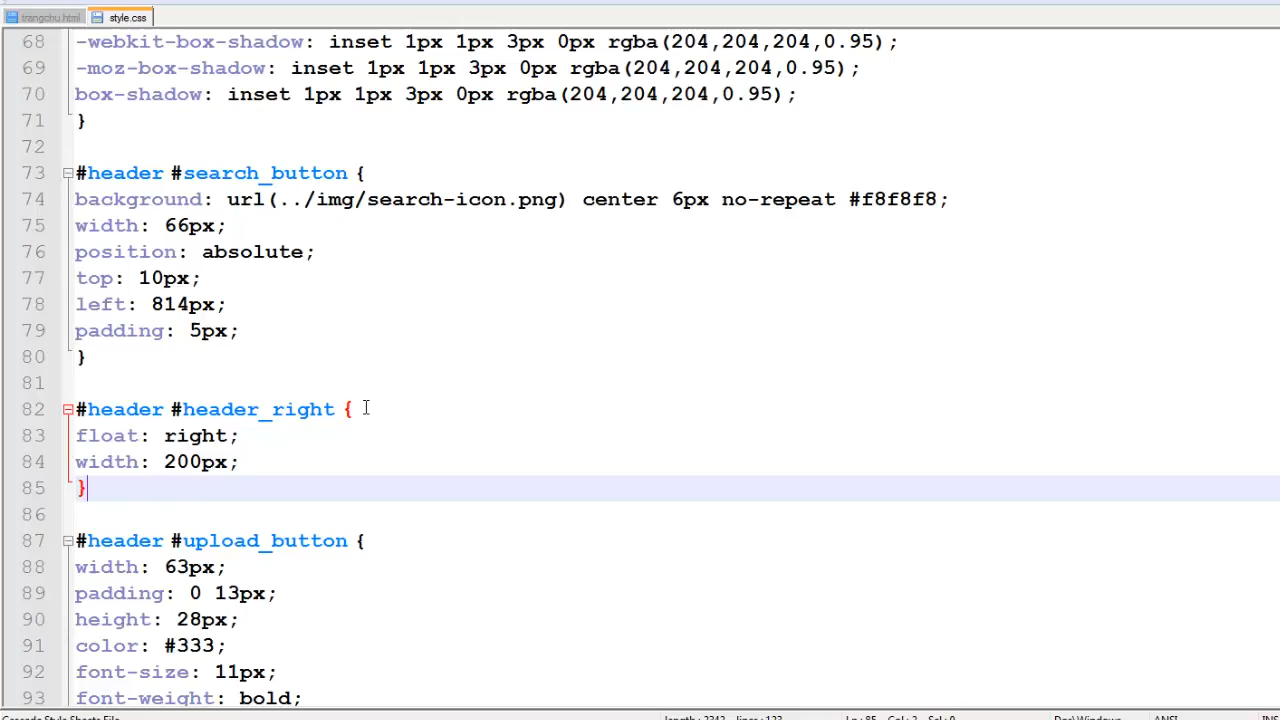 trangchu.html style.css
68 -webkit-box-shadow: inset 1px 1px 3px 0px rgba(204,204,204,0.95);
69 -moz-box-shadow: inset 1px 1px 3px 0px rgba(204,204,204,0.95);
70 box-shadow: inset 1px 1px 3px 0px rgba(204,204,204,0.95);
71 }
72
73 #header #search_button {
74 background: url(../img/search-icon.png) center 6px no-repeat #f8f8f8;
75 width: 66px;
76 position: absolute;
77 top: 10px;
78 left: 814px;
79 padding: 5px;
80 }
81
82 #header #header_right {
83 float: right;
84 width: 200px;
85 }
86
87 #header #upload_button {
88 width: 63px;
89 padding: 0 13px;
90 height: 28px;
91 color: #333;
92 font-size: 11px;
93 font-weight: bold;